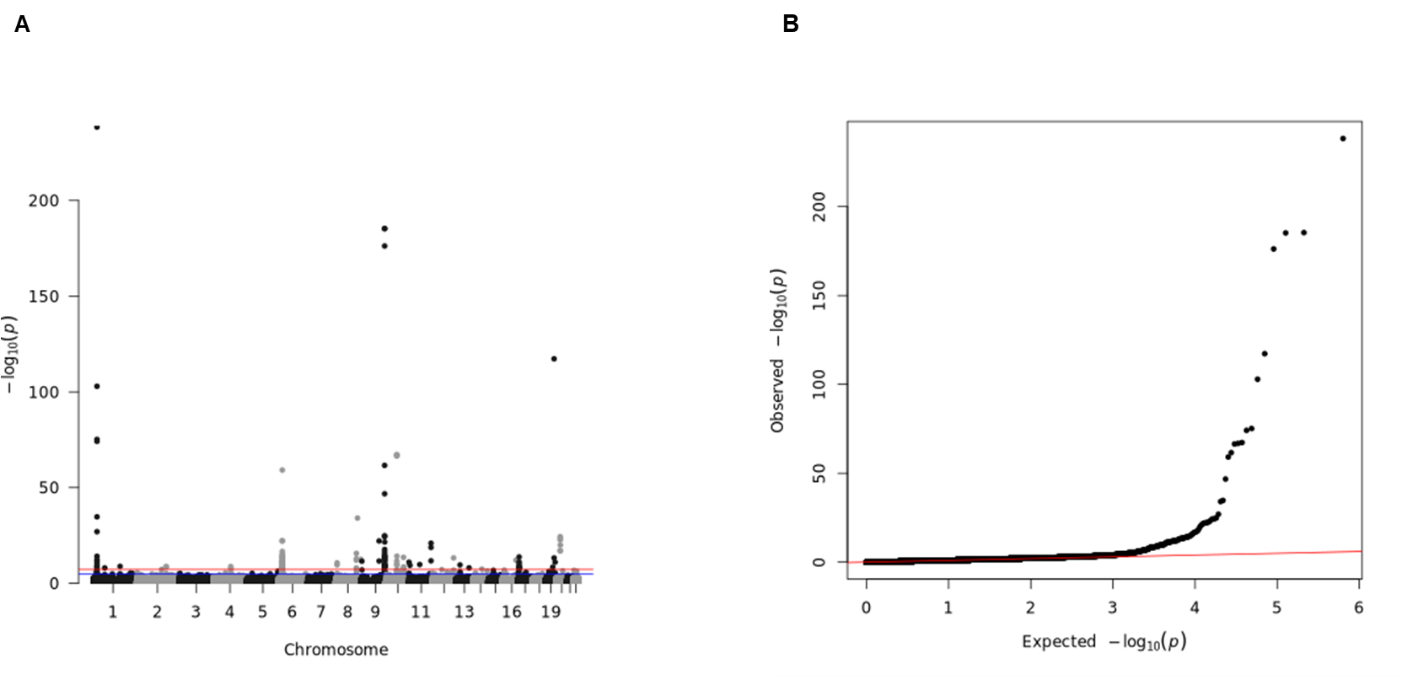 A
B
200
150
100
50
0
−log10(p)
1 2 3 4 5 6 7 8 9 11 13 16 19
Chromosome
200
150
100
50
0
Observed −log10(p)
0 1 2 3 4 5 6
Expected −log10(p)